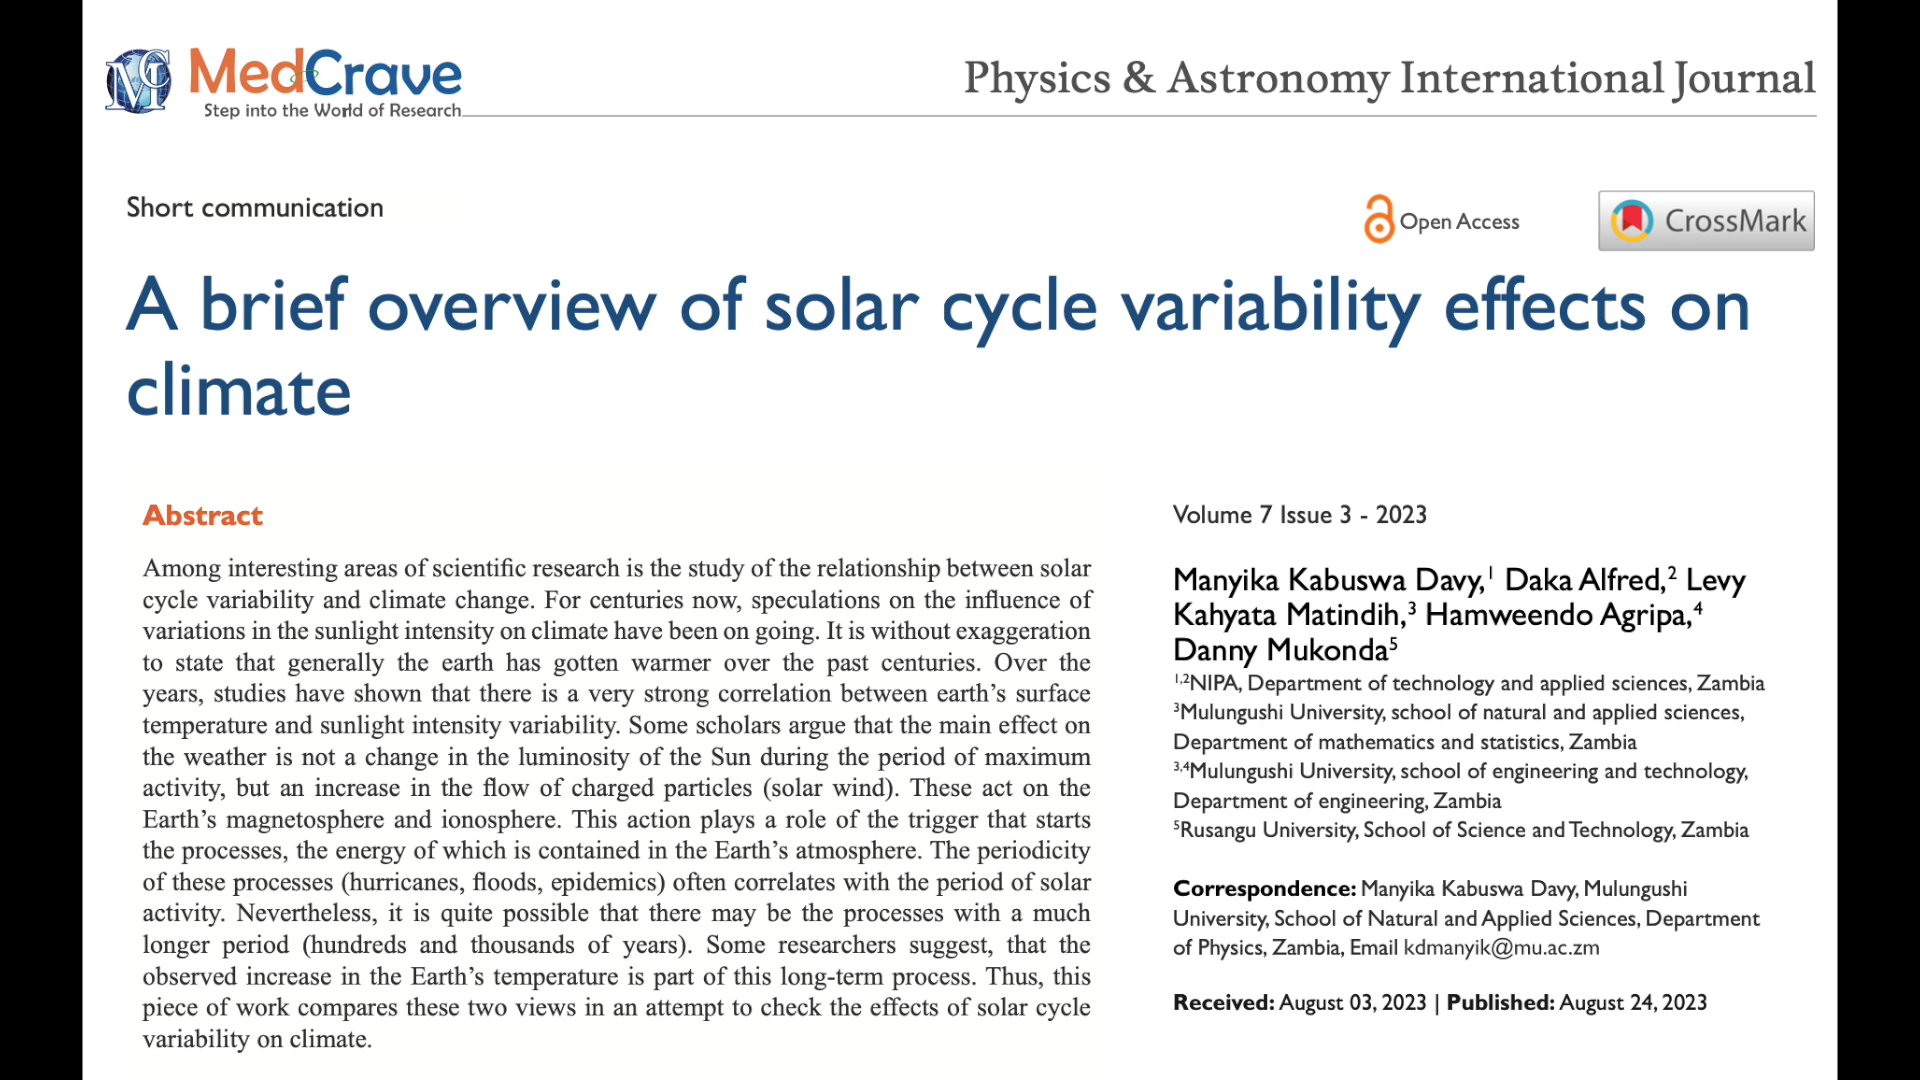 MedCrave
Step into the World of Research
Physics & Astronomy International Journal
Short communication
Open Access
CrossMark
A brief overview of solar cycle variability effects on
climate
Abstract
Among interesting areas of scientific research is the study of the relationship between solar
cycle variability and climate change. For centuries now, speculations on the influence of
variations in the sunlight intensity on climate have been on going. It is without exaggeration
to state that generally the earth has gotten warmer over the past centuries. Over the
years, studies have shown that there is a very strong correlation between earth's surface
temperature and sunlight intensity variability. Some scholars argue that the main effect on
the weather is not a change in the luminosity of the Sun during the period of maximum
activity, but an increase in the flow of charged particles (solar wind). These act on the
Earth's magnetosphere and ionosphere. This action plays a role of the trigger that starts
the processes, the energy of which is contained in the Earth's atmosphere. The periodicity
of these processes (hurricanes, floods, epidemics) often correlates with the period of solar
activity. Nevertheless, it is quite possible that there may be the processes with a much
longer period (hundreds and thousands of years). Some researchers suggest, that the
observed increase in the Earth's temperature is part of this long-term process. Thus, this
piece of work compares these two views in an attempt to check the effects of solar cycle
variability on climate.
Volume 7 Issue 3 - 2023
Manyika Kabuswa Davy,1 Daka Alfred,2 Levy
Kahyata Matindih,3 Hamweendo Agripa,4
Danny Mukonda5
1,2NIPA, Department of technology and applied sciences, Zambia
3Mulungushi University, school of natural and applied sciences,
Department of mathematics and statistics, Zambia
3,4Mulungushi University, school of engineering and technology,
Department of engineering, Zambia
5Rusangu University, School of Science and Technology, Zambia
Correspondence: Manyika Kabuswa Davy, Mulungushi
University, School of Natural and Applied Sciences, Department
of Physics, Zambia, Email kdmanyik@mu.ac.zm
Received: August 03, 2023 | Published: August 24, 2023